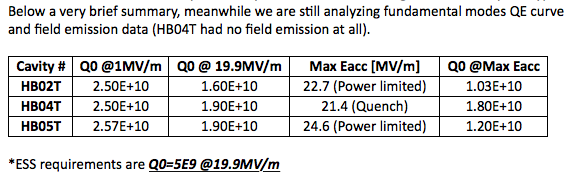 Below a very brief summary, meanwhile we are still analyzing fundamental modes QE curve
and field emission data (HB04T had no field emission at all).
Cavity # Q0 @1MV/m Q0 @ 19.9MV/m Max Eacc [MV/m] Q0 @Max Eacc
HB02T 2.50E+10 1.60E+10 22.7 (Power limited) 1.03E+10
HB04T 2.50E+10 1.90E+10 21.4 (Quench) 1.80E+10
HB05T 2.57E+10 1.90E+10 24.6 (Power limited) 1.20E+10
*ESS requirements are Q0=5E9 @19.9MV/m